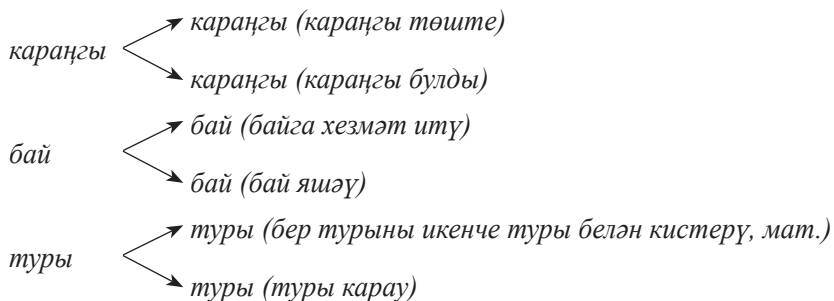 караңгы (караңгы төште)
караңгы
караңгы (караңгы булды)
бай (байга хезмәт итү)
бай
бай (бай яшәү)
туры (бер турыны икенче туры белән кистерү, мат.)
туры
туры (туры карау)